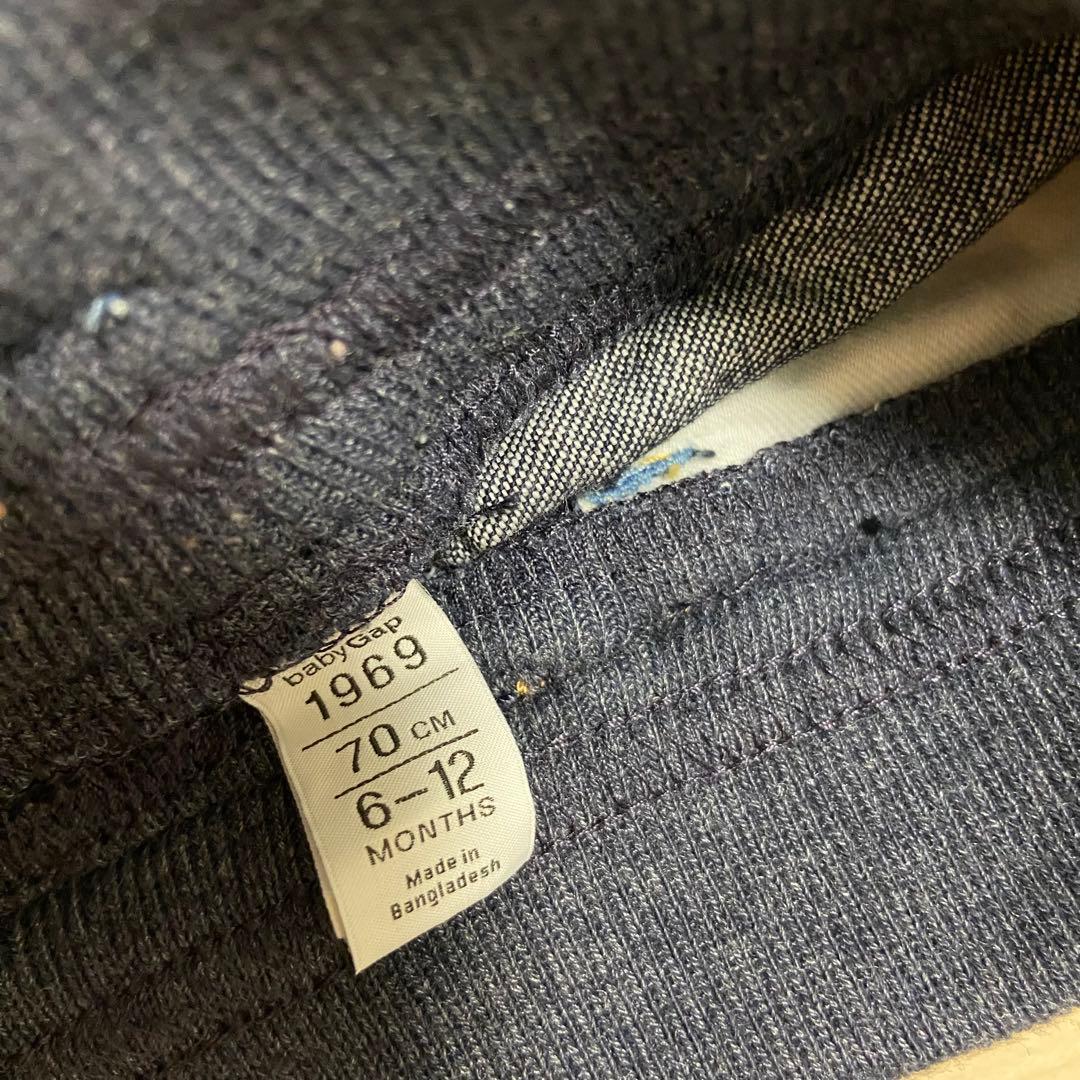 babyGap
1969
70 CM
6–12
MONTHS
Made in
Bangladesh